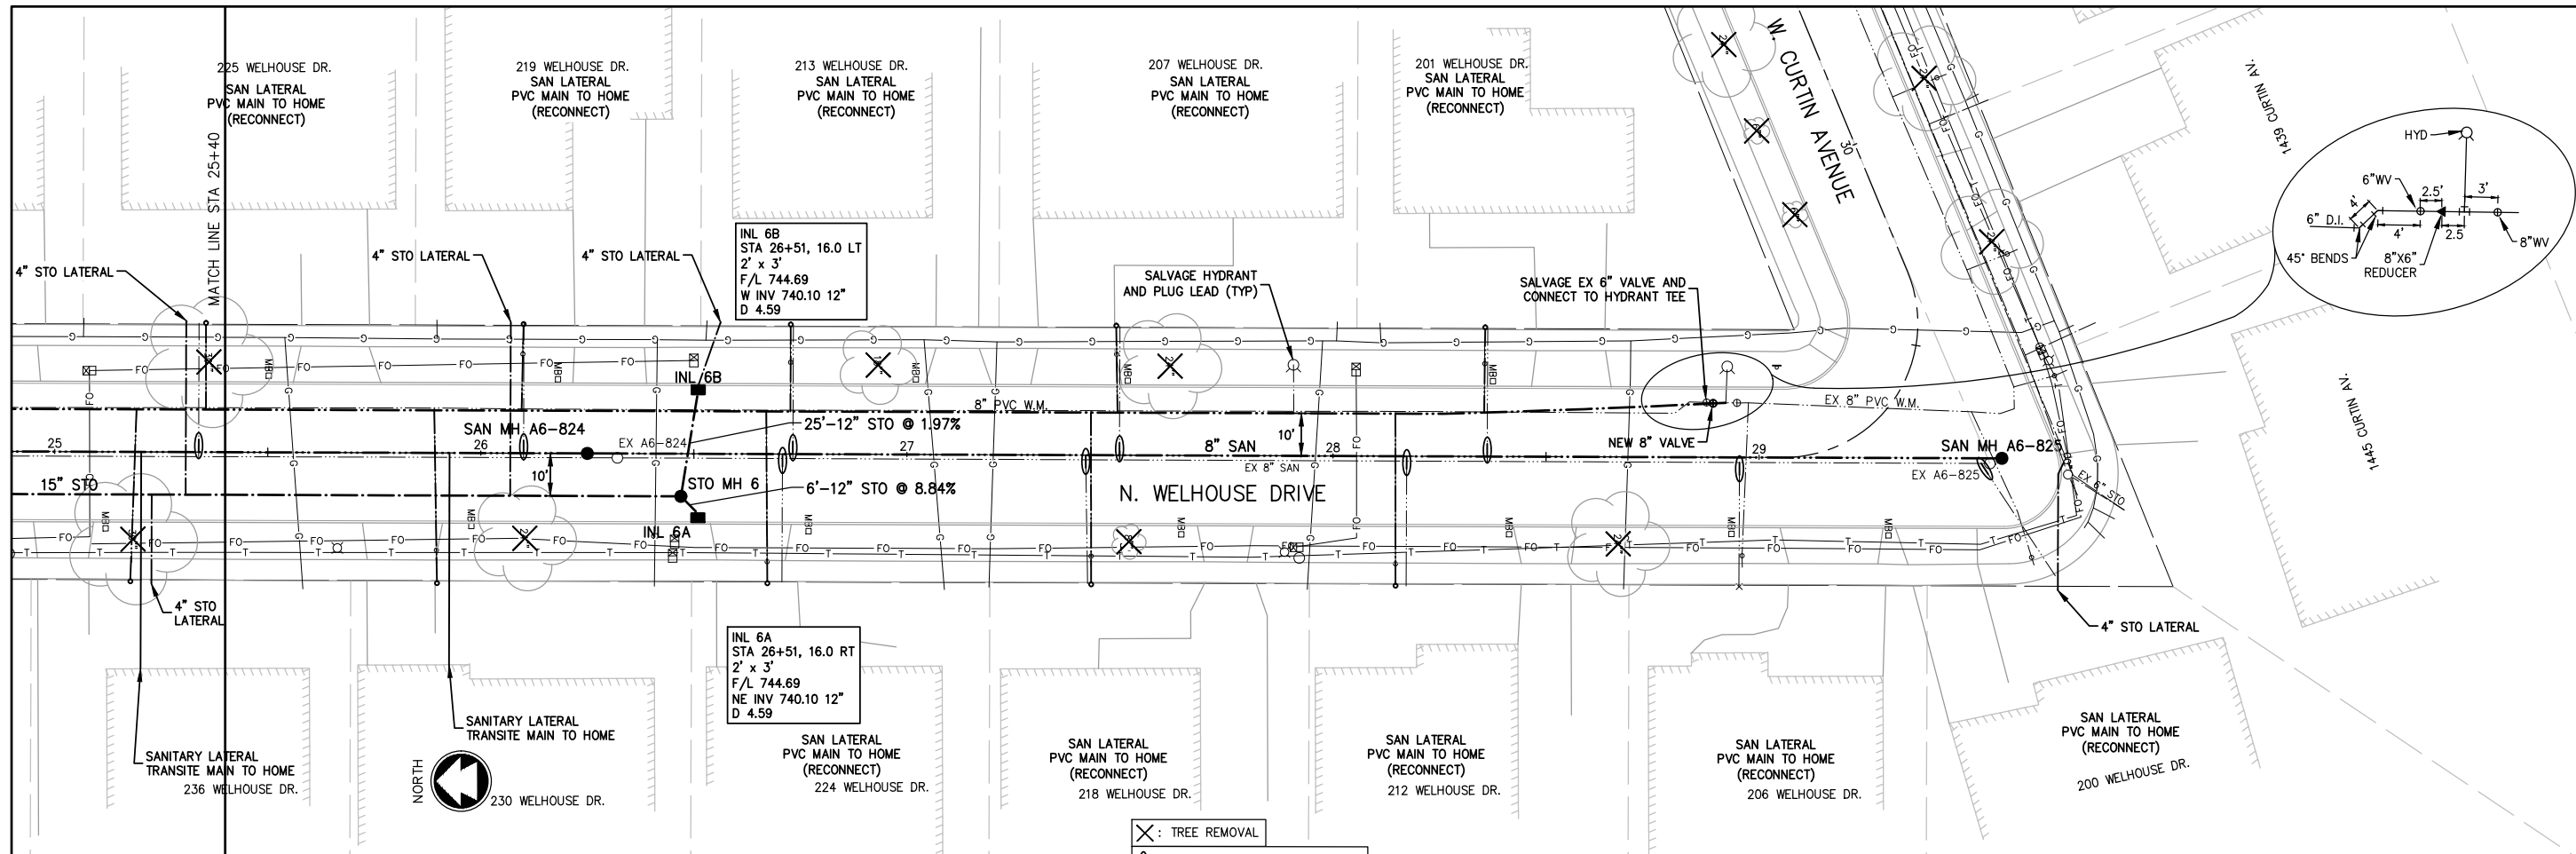 225 WELHOUSE DR.
SAN LATERAL
PVC MAIN TO HOME
(RECONNECT)
219 WELHOUSE DR.
SAN LATERAL
PVC MAIN TO HOME
(RECONNECT)
213 WELHOUSE DR.
SAN LATERAL
PVC MAIN TO HOME
(RECONNECT)
207 WELHOUSE DR.
SAN LATERAL
PVC MAIN TO HOME
(RECONNECT)
201 WELHOUSE DR.
SAN LATERAL
PVC MAIN TO HOME
(RECONNECT)
W. CURTIN AVENUE
30'
1439 CURTIN AV.
1445 CURTIN AV.
HYD
6"WV
2.5'
3'
4'
6" D.I.
4'
2.5
8"WV
45° BENDS
8"X6"
REDUCER
MATCH LINE STA 25+40
4" STO LATERAL
4" STO LATERAL
4" STO LATERAL
INL 6B
STA 26+51, 16.0 LT
2' x 3'
F/L 744.69
W INV 740.10 12"
D 4.59
SALVAGE HYDRANT
AND PLUG LEAD (TYP)
SALVAGE EX 6" VALVE AND
CONNECT TO HYDRANT TEE
INL 6B
8" PVC W.M.
EX 8" PVC W.M.
NEW 8" VALVE
25
SAN MH A6-824
26
EX A6-824
25'-12" STO @ 1.97%
27
8" SAN
EX 8" SAN
10'
28
29
SAN MH A6-825
EX A6-825
EX 6" STO
15" STO
10'
STO MH 6
6'-12" STO @ 8.84%
N. WELHOUSE DRIVE
INL 6A
4" STO
LATERAL
4" STO LATERAL
INL 6A
STA 26+51, 16.0 RT
2' x 3'
F/L 744.69
NE INV 740.10 12"
D 4.59
SANITARY LATERAL
TRANSITE MAIN TO HOME
236 WELHOUSE DR.
SANITARY LATERAL
TRANSITE MAIN TO HOME
NORTH
230 WELHOUSE DR.
SAN LATERAL
PVC MAIN TO HOME
(RECONNECT)
224 WELHOUSE DR.
SAN LATERAL
PVC MAIN TO HOME
(RECONNECT)
218 WELHOUSE DR.
SAN LATERAL
PVC MAIN TO HOME
(RECONNECT)
212 WELHOUSE DR.
SAN LATERAL
PVC MAIN TO HOME
(RECONNECT)
206 WELHOUSE DR.
SAN LATERAL
PVC MAIN TO HOME
(RECONNECT)
200 WELHOUSE DR.
: TREE REMOVAL